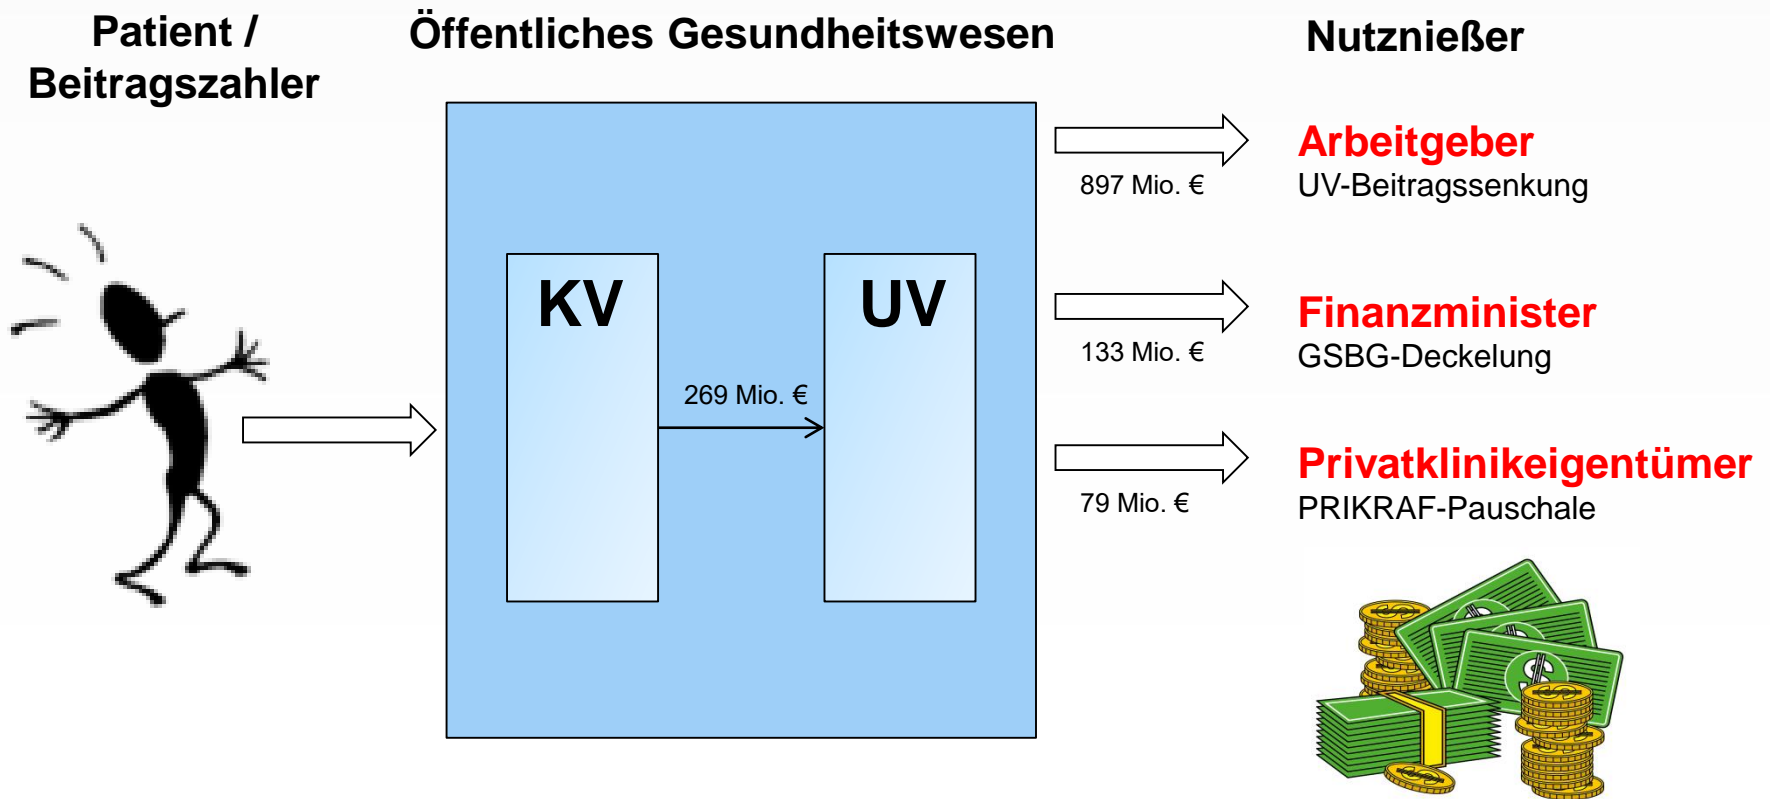 Patient /
Beitragszahler
Öffentliches Gesundheitswesen
Nutznießer
KV
269 Mio. €
UV
897 Mio. €
Arbeitgeber
UV-Beitragssenkung
133 Mio. €
Finanzminister
GSBG-Deckelung
79 Mio. €
Privatklinikeigentümer
PRIKRAF-Pauschale